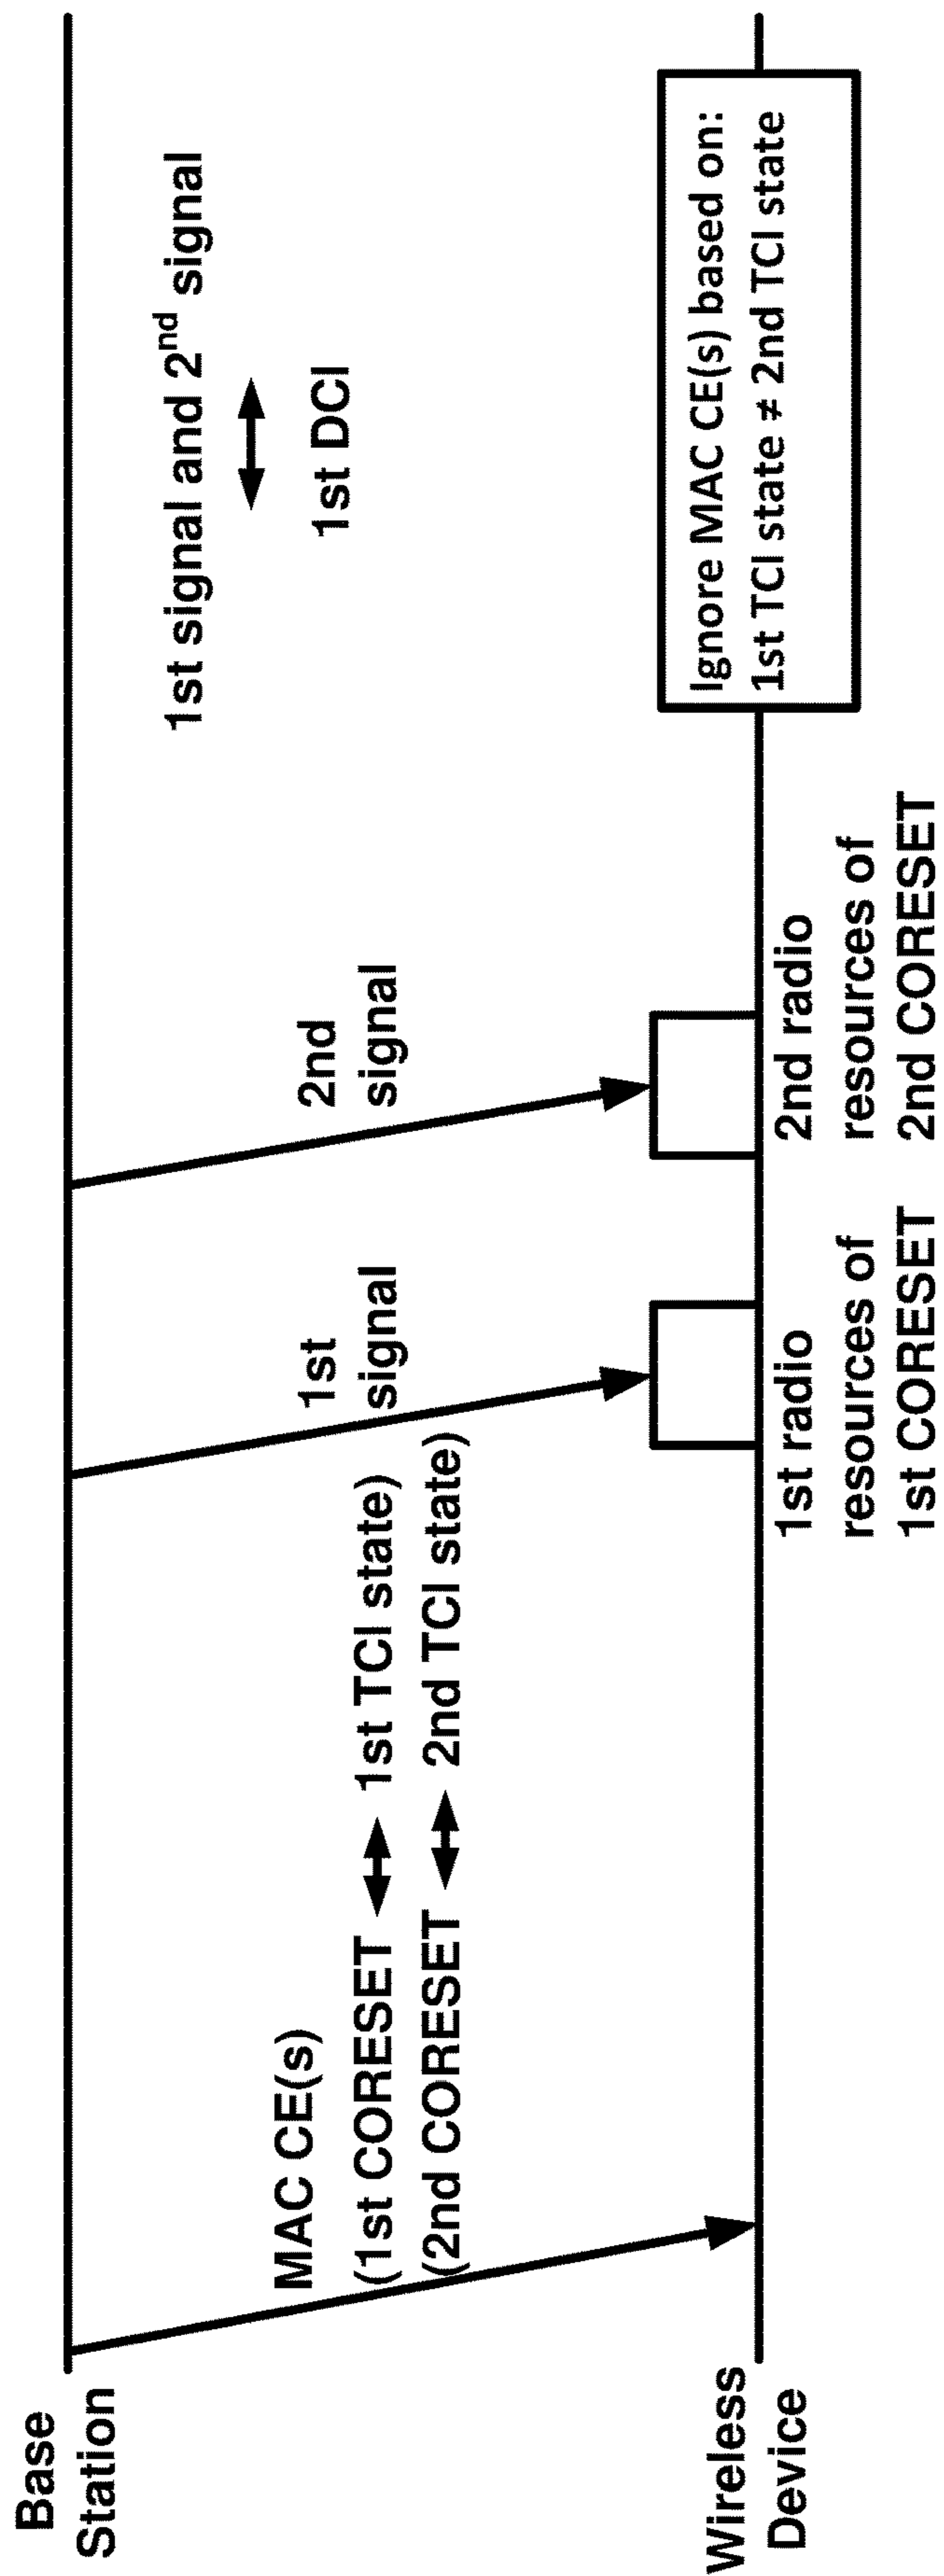 Base
Station
MAC CE(s)
(1st CORESET ↔ 1st TCI state)
(2nd CORESET ↔ 2nd TCI state)
1st
signal
2nd
signal
1st signal and 2nd signal
1st DCI
Wireless
Device
1st radio
resources of
1st CORESET
2nd radio
resources of
2nd CORESET
Ignore MAC CE(s) based on:
1st TCI state ≠ 2nd TCI state